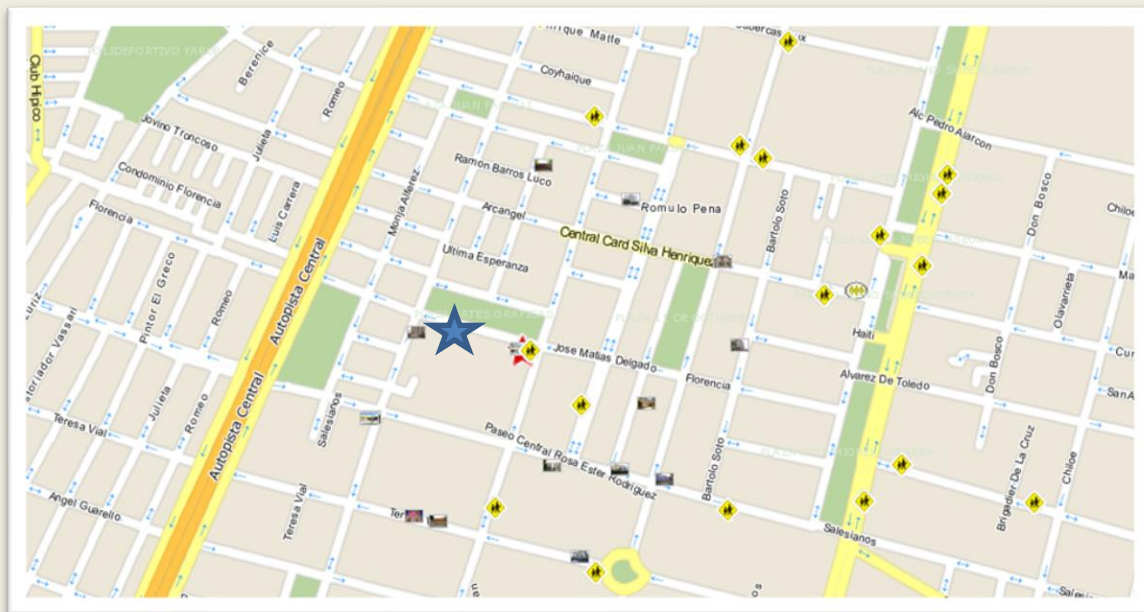 Coyhaique
Club Hipico
Berenice
Romeo
Jovino Troncoso
Julieta
Condominio Florencia
Luis Carrera
Florencia
Monja Alferez
Ramon Barros Luco
Arcangel
Romulo Pena
Central Card Silva Henriquez
Ultima Esperanza
Bartolo Soto
Alc Pedro Alarcon
Don Bosco
Chiloe
Autopista Central
Pintor El Greco
Romeo
Olavarrieta
Haiti
Jose Matias Delgado
Florencia
Alvarez De Toledo
Don Bosco
San A
Autopista Central
Julieta
Romeo
Teresa Vial
Salesianos
Paseo Central Rosa Ester Rodriguez
Bartolo Soto
Brigadier De La Cruz
Chiloe
Angel Guarello
Teresa Vial
Ter
Salesianos